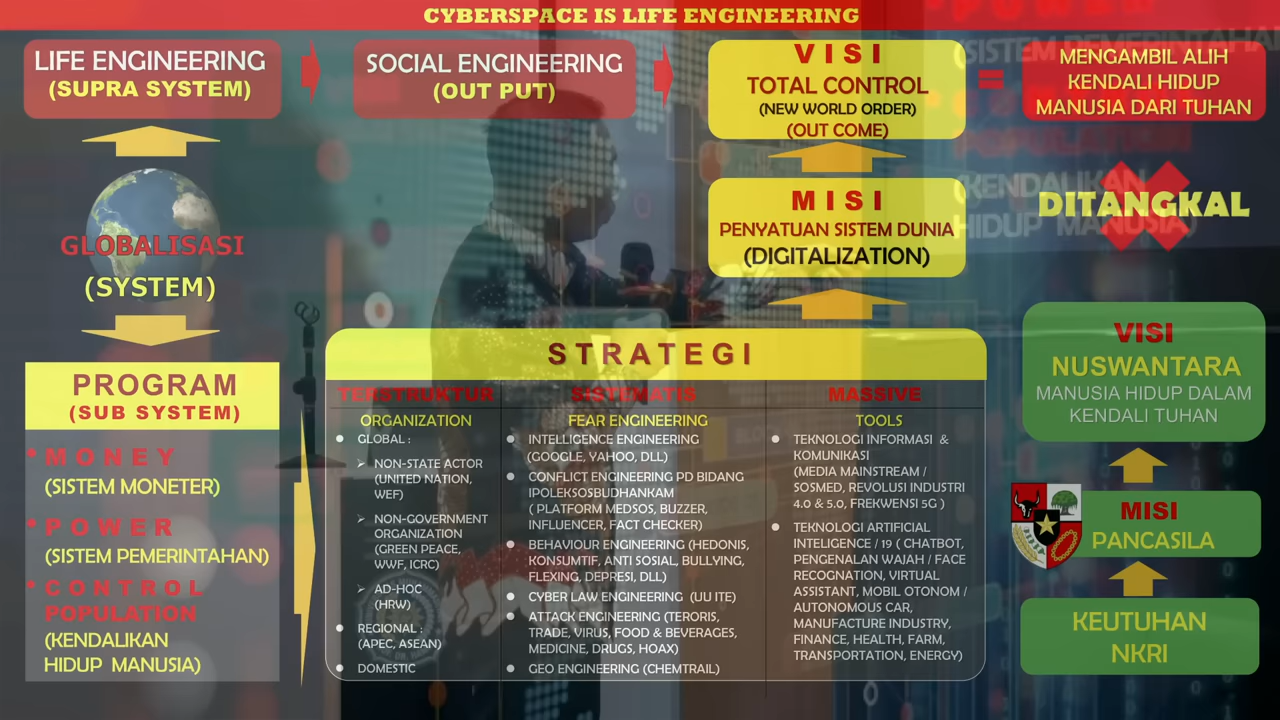 CYBERSPACE IS LIFE ENGINEERING
LIFE ENGINEERING
(SUPRA SYSTEM)
SOCIAL ENGINEERING
(OUT PUT)
VISI
TOTAL CONTROL
(NEW WORLD ORDER)
(OUT COME)
=
MENGAMBIL ALIH
KENDALI HIDUP
MANUSIA DARI TUHAN
GLOBALISASI
(SYSTEM)
MISI
PENYATUAN SISTEM DUNIA
(DIGITALIZATION)
DITANGKAL
PROGRAM
(SUB SYSTEM)
• MONEY
(SISTEM MONETER)
• POWER
(SISTEM PEMERINTAHAN)
• CONTROL
POPULATION
(KENDALIKAN
HIDUP MANUSIA)
STRATEGI
TERSTRUKTUR
ORGANIZATION
• GLOBAL :
➢ NON-STATE ACTOR
(UNITED NATION,
WEF)
➢ NON-GOVERNMENT
ORGANIZATION
(GREEN PEACE,
WWF, ICRC)
➢ AD-HOC
(HRW)
• REGIONAL :
(APEC, ASEAN)
• DOMESTIC
SISTEMATIS
FEAR ENGINEERING
• INTELLIGENCE ENGINEERING
(GOOGLE, YAHOO, DLL)
• CONFLICT ENGINEERING PD BIDANG
IPOLEKSOSBUDHANKAM
( PLATFORM MEDSOS, BUZZER,
INFLUENCER, FACT CHECKER)
• BEHAVIOUR ENGINEERING (HEDONIS,
KONSUMTIF, ANTI SOSIAL, BULLYING,
FLEXING, DEPRESI, DLL)
• CYBER LAW ENGINEERING (UU ITE)
• ATTACK ENGINEERING (TERORIS,
TRADE, VIRUS, FOOD & BEVERAGES,
MEDICINE, DRUGS, HOAX)
• GEO ENGINEERING (CHEMTRAIL)
MASSIVE
TOOLS
• TEKNOLOGI INFORMASI &
KOMUNIKASI
(MEDIA MAINSTREAM /
SOSMED, REVOLUSI INDUSTRI
4.0 & 5.0, FREKWENSI 5G )
• TEKNOLOGI ARTIFICIAL
INTELIGENCE / 19 ( CHATBOT,
PENGENALAN WAJAH / FACE
RECOGNATION, VIRTUAL
ASSISTANT, MOBIL OTONOM /
AUTONOMOUS CAR,
MANUFACTURE INDUSTRY,
FINANCE, HEALTH, FARM,
TRANSPORTATION, ENERGY)
VISI
NUSWANTARA
MANUSIA HIDUP DALAM
KENDALI TUHAN
MISI
PANCASILA
KEUTUHAN
NKRI
POWER
(SISTEM PEMERINTAHAN
POPULATION
(KENDALIKAN
HIDUP MANUSIA)